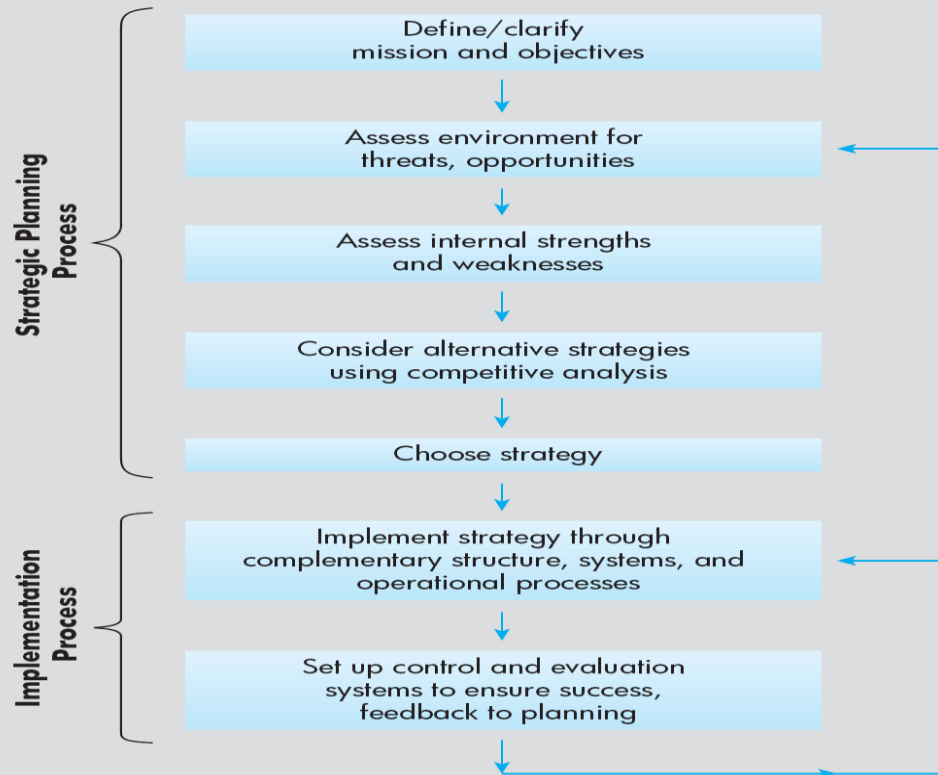 Strategic Planning
Process
Define/clarify
mission and objectives
Assess environment for
threats, opportunities
Assess internal strengths
and weaknesses
Consider alternative strategies
using competitive analysis
Choose strategy
Implementation
Process
Implement strategy through
complementary structure, systems, and
operational processes
Set up control and evaluation
systems to ensure success,
feedback to planning